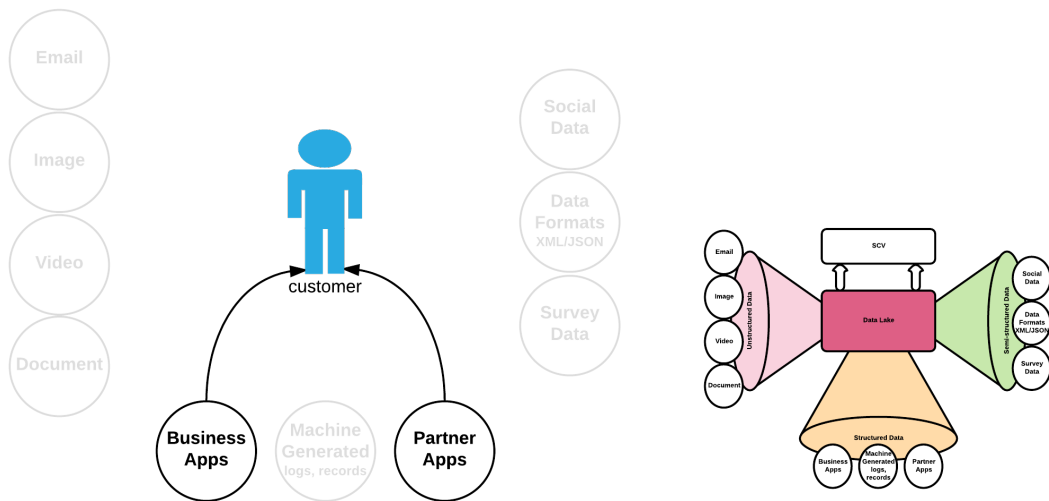 Email
Image
Video
Document
customer
Business
Apps
Machine
Generated
logs, records
Partner
Apps
Social
Data
Data
Formats
XML/JSON
Survey
Data
SCV
Email
Image
Video
Document
Unstructured Data
Data Lake
Semi-structured Data
Social
Data
Data
Formats
XML/JSON
Survey
Data
Structured Data
Business
Apps
Machine
Generated
logs,
records
Partner
Apps